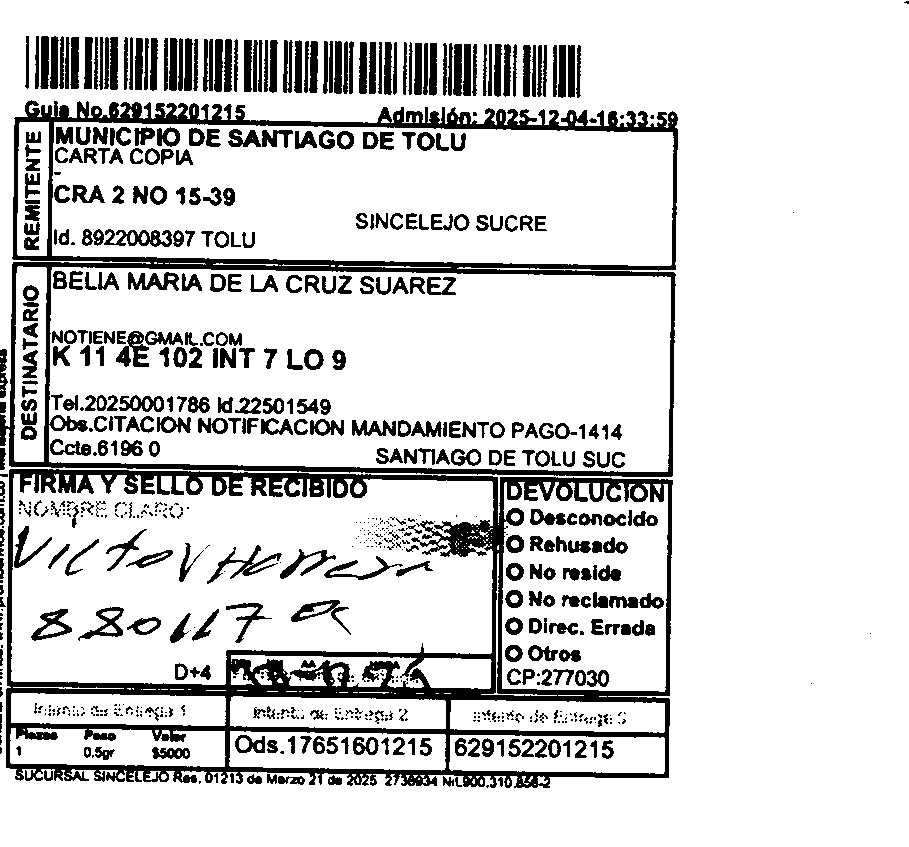 Guia No.629152201215 Admisión: 2025-12-04-16:33:59
REMITENTE
MUNICIPIO DE SANTIAGO DE TOLU
CARTA COPIA
-
CRA 2 NO 15-39
SINCELEJO SUCRE
Id. 8922008397 TOLU
DESTINATARIO
BELIA MARIA DE LA CRUZ SUAREZ
NOTIENE@GMAIL.COM
K 11 4E 102 INT 7 LO 9
Tel.20250001786 Id.22501549
Obs.CITACION NOTIFICACION MANDAMIENTO PAGO-1414
Ccte.6196 0 SANTIAGO DE TOLU SUC
FIRMA Y SELLO DE RECIBIDO
NOMBRE CLARO:
Victor Herrera
880117
D+4
DEVOLUCION
Desconocido
Rehusado
No reside
No reclamado
Direc. Errada
Otros
CP:277030
Intento de Entrega 1 Intento de Entrega 2 Intento de Entrega 3
Piezas Peso Valor
1 0.5gr $5000
Ods.17651601215 629152201215
SUCURSAL SINCELEJO Res. 01213 de Marzo 21 de 2025 2738934 Nit.900.310.856-2